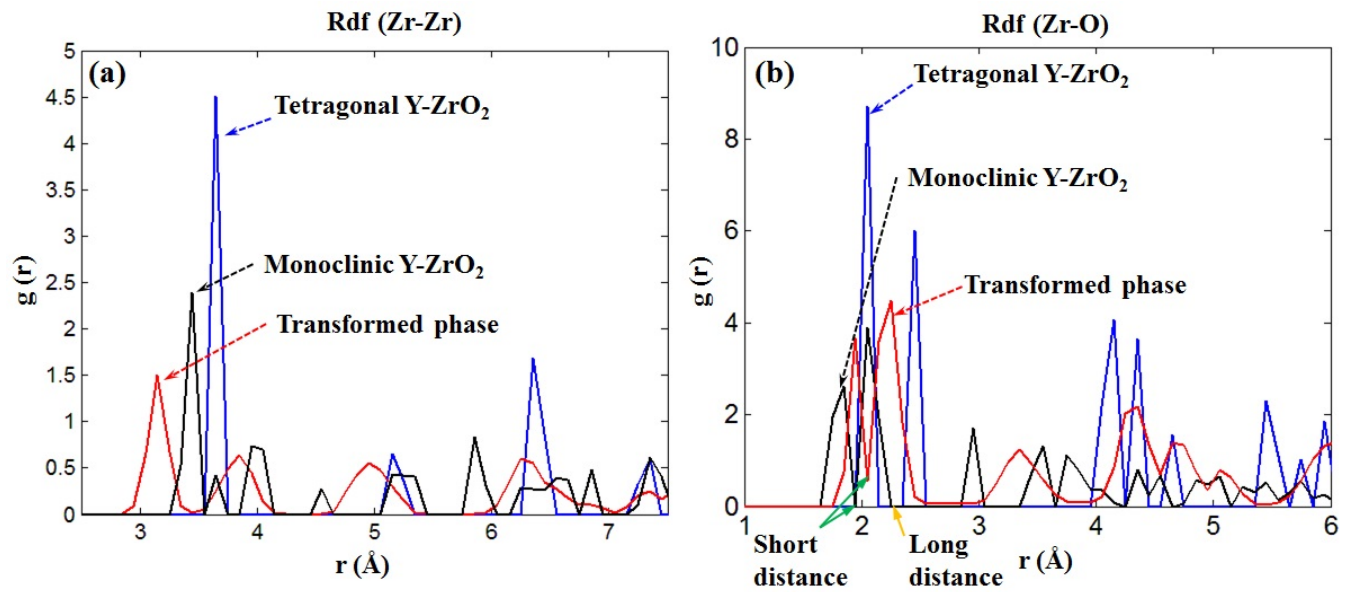 Rdf (Zr-Zr)
(a)
5
4.5
4
3.5
3
2.5
2
1.5
1
0.5
0
g (r)
Tetragonal Y-ZrO₂
Monoclinic Y-ZrO₂
Transformed phase
3 4 5 6 7
r (Å)
Rdf (Zr-O)
(b)
10
8
6
4
2
0
g (r)
Tetragonal Y-ZrO₂
Monoclinic Y-ZrO₂
Transformed phase
1 2 3 4 5 6
Short
distance
Long
distance
r (Å)